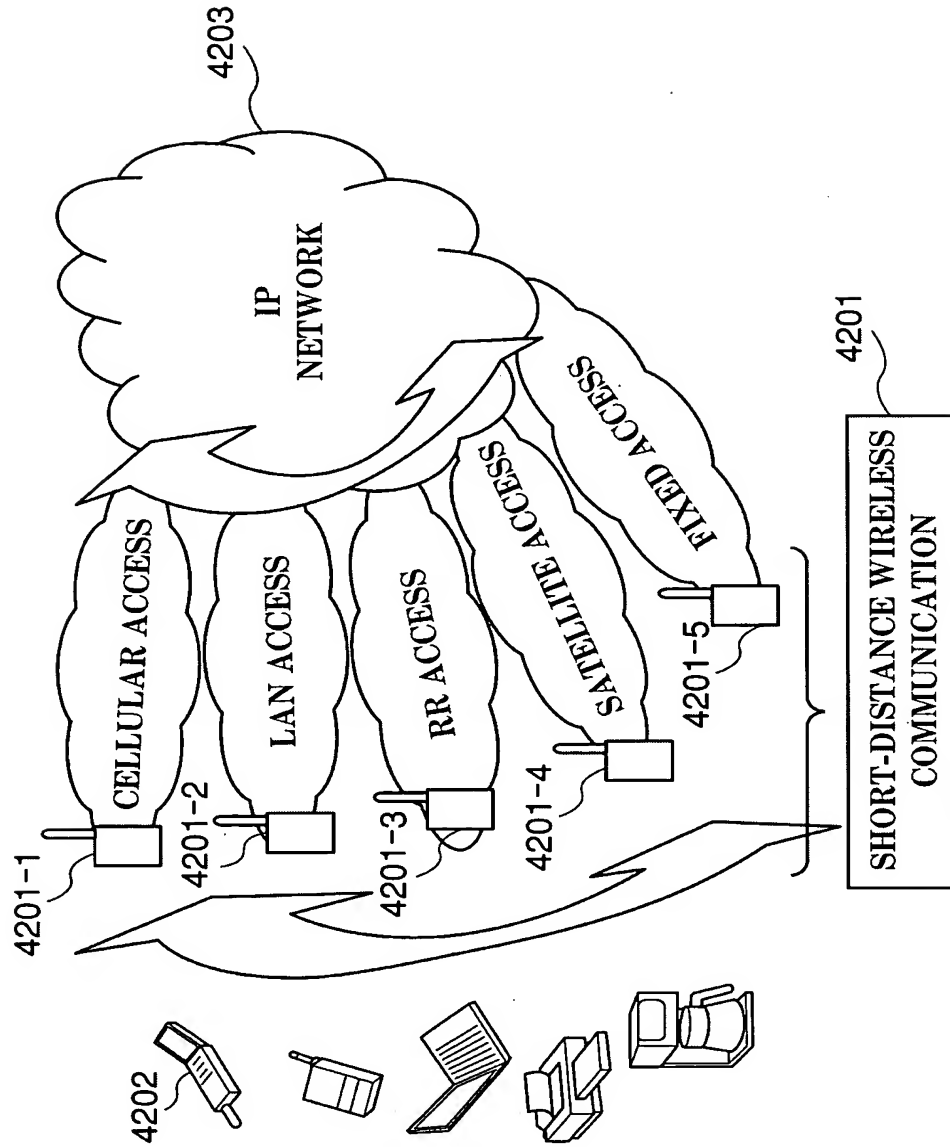 4203
IP
NETWORK
CELLULAR ACCESS
LAN ACCESS
RR ACCESS
SATELLITE ACCESS
FIXED ACCESS
4201-1
4201-2
4201-3
4201-4
4201-5
4202
4201
SHORT-DISTANCE WIRELESS
COMMUNICATION